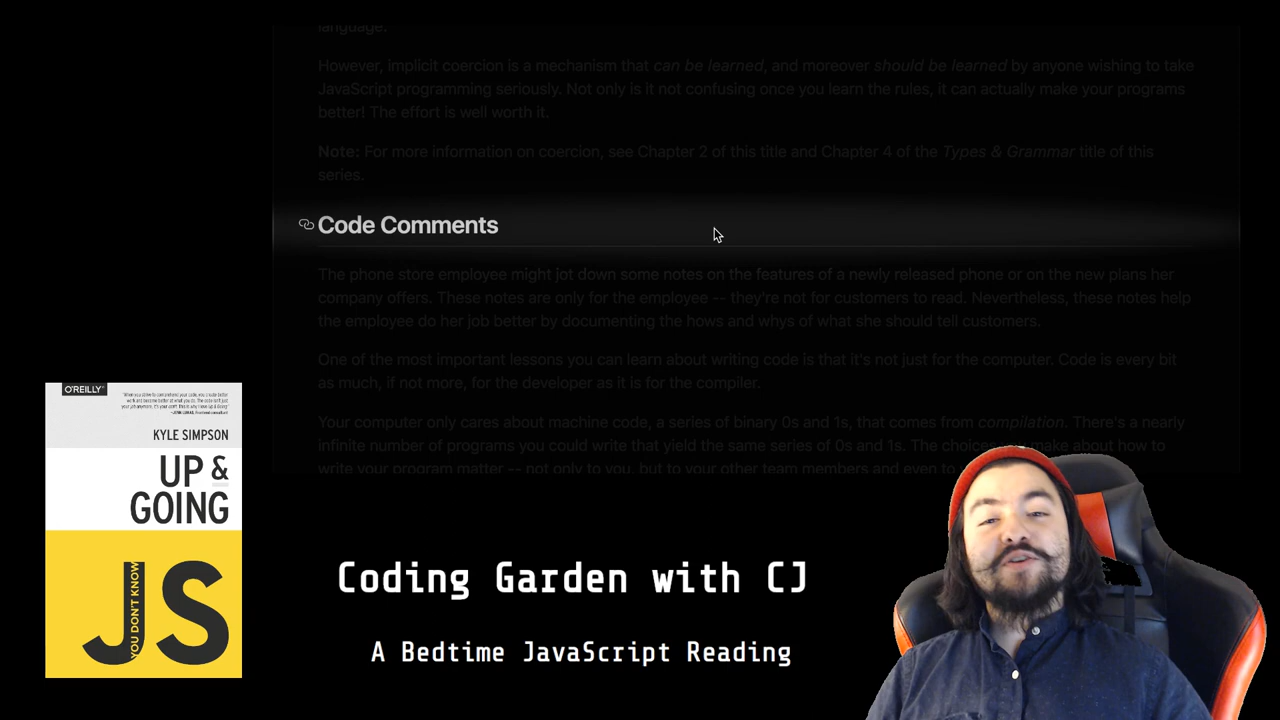 language.
However, implicit coercion is a mechanism that can be learned, and moreover should be learned by anyone wishing to take
JavaScript programming seriously. Not only is it not confusing once you learn the rules, it can actually make your programs
better! The effort is well worth it.
Note: For more information on coercion, see Chapter 2 of this title and Chapter 4 of the Types & Grammar title of this
series.
Code Comments
The phone store employee might jot down some notes on the features of a newly released phone or on the new plans her
company offers. These notes are only for the employee -- they're not for customers to read. Nevertheless, these notes help
the employee do her job better by documenting the hows and whys of what she should tell customers.
One of the most important lessons you can learn about writing code is that it's not just for the computer. Code is every bit
as much, if not more, for the developer as it is for the compiler.
Your computer only cares about machine code, a series of binary 0s and 1s, that comes from compilation. There's a nearly
infinite number of programs you could write that yield the same series of 0s and 1s. The choices make about how to
write your program matter -- not only to you, but to your other team members and even to
O'REILLY
KYLE SIMPSON
UP &
GOING
YOU DON'T KNOW
JS
Coding Garden with CJ
A Bedtime JavaScript Reading